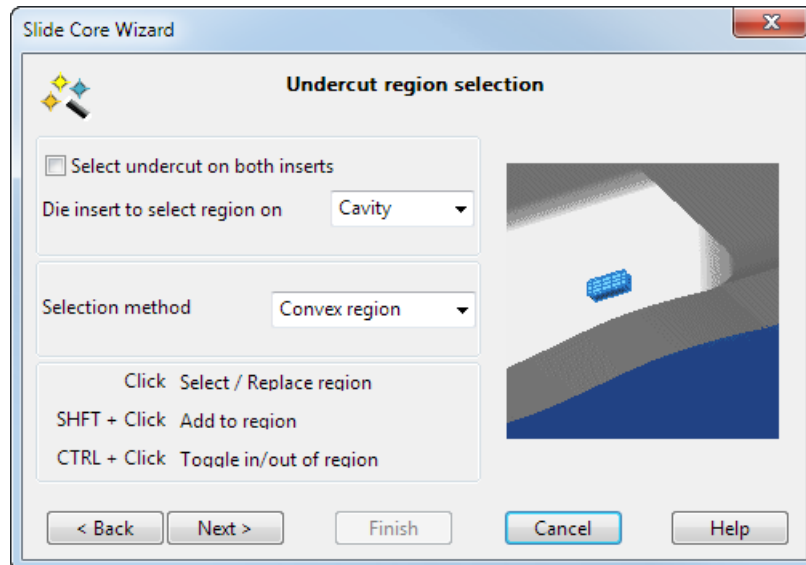 Slide Core Wizard
Undercut region selection
Select undercut on both inserts
Die insert to select region on Cavity
Selection method Convex region
Click Select / Replace region
SHFT + Click Add to region
CTRL + Click Toggle in/out of region
< Back Next > Finish Cancel Help